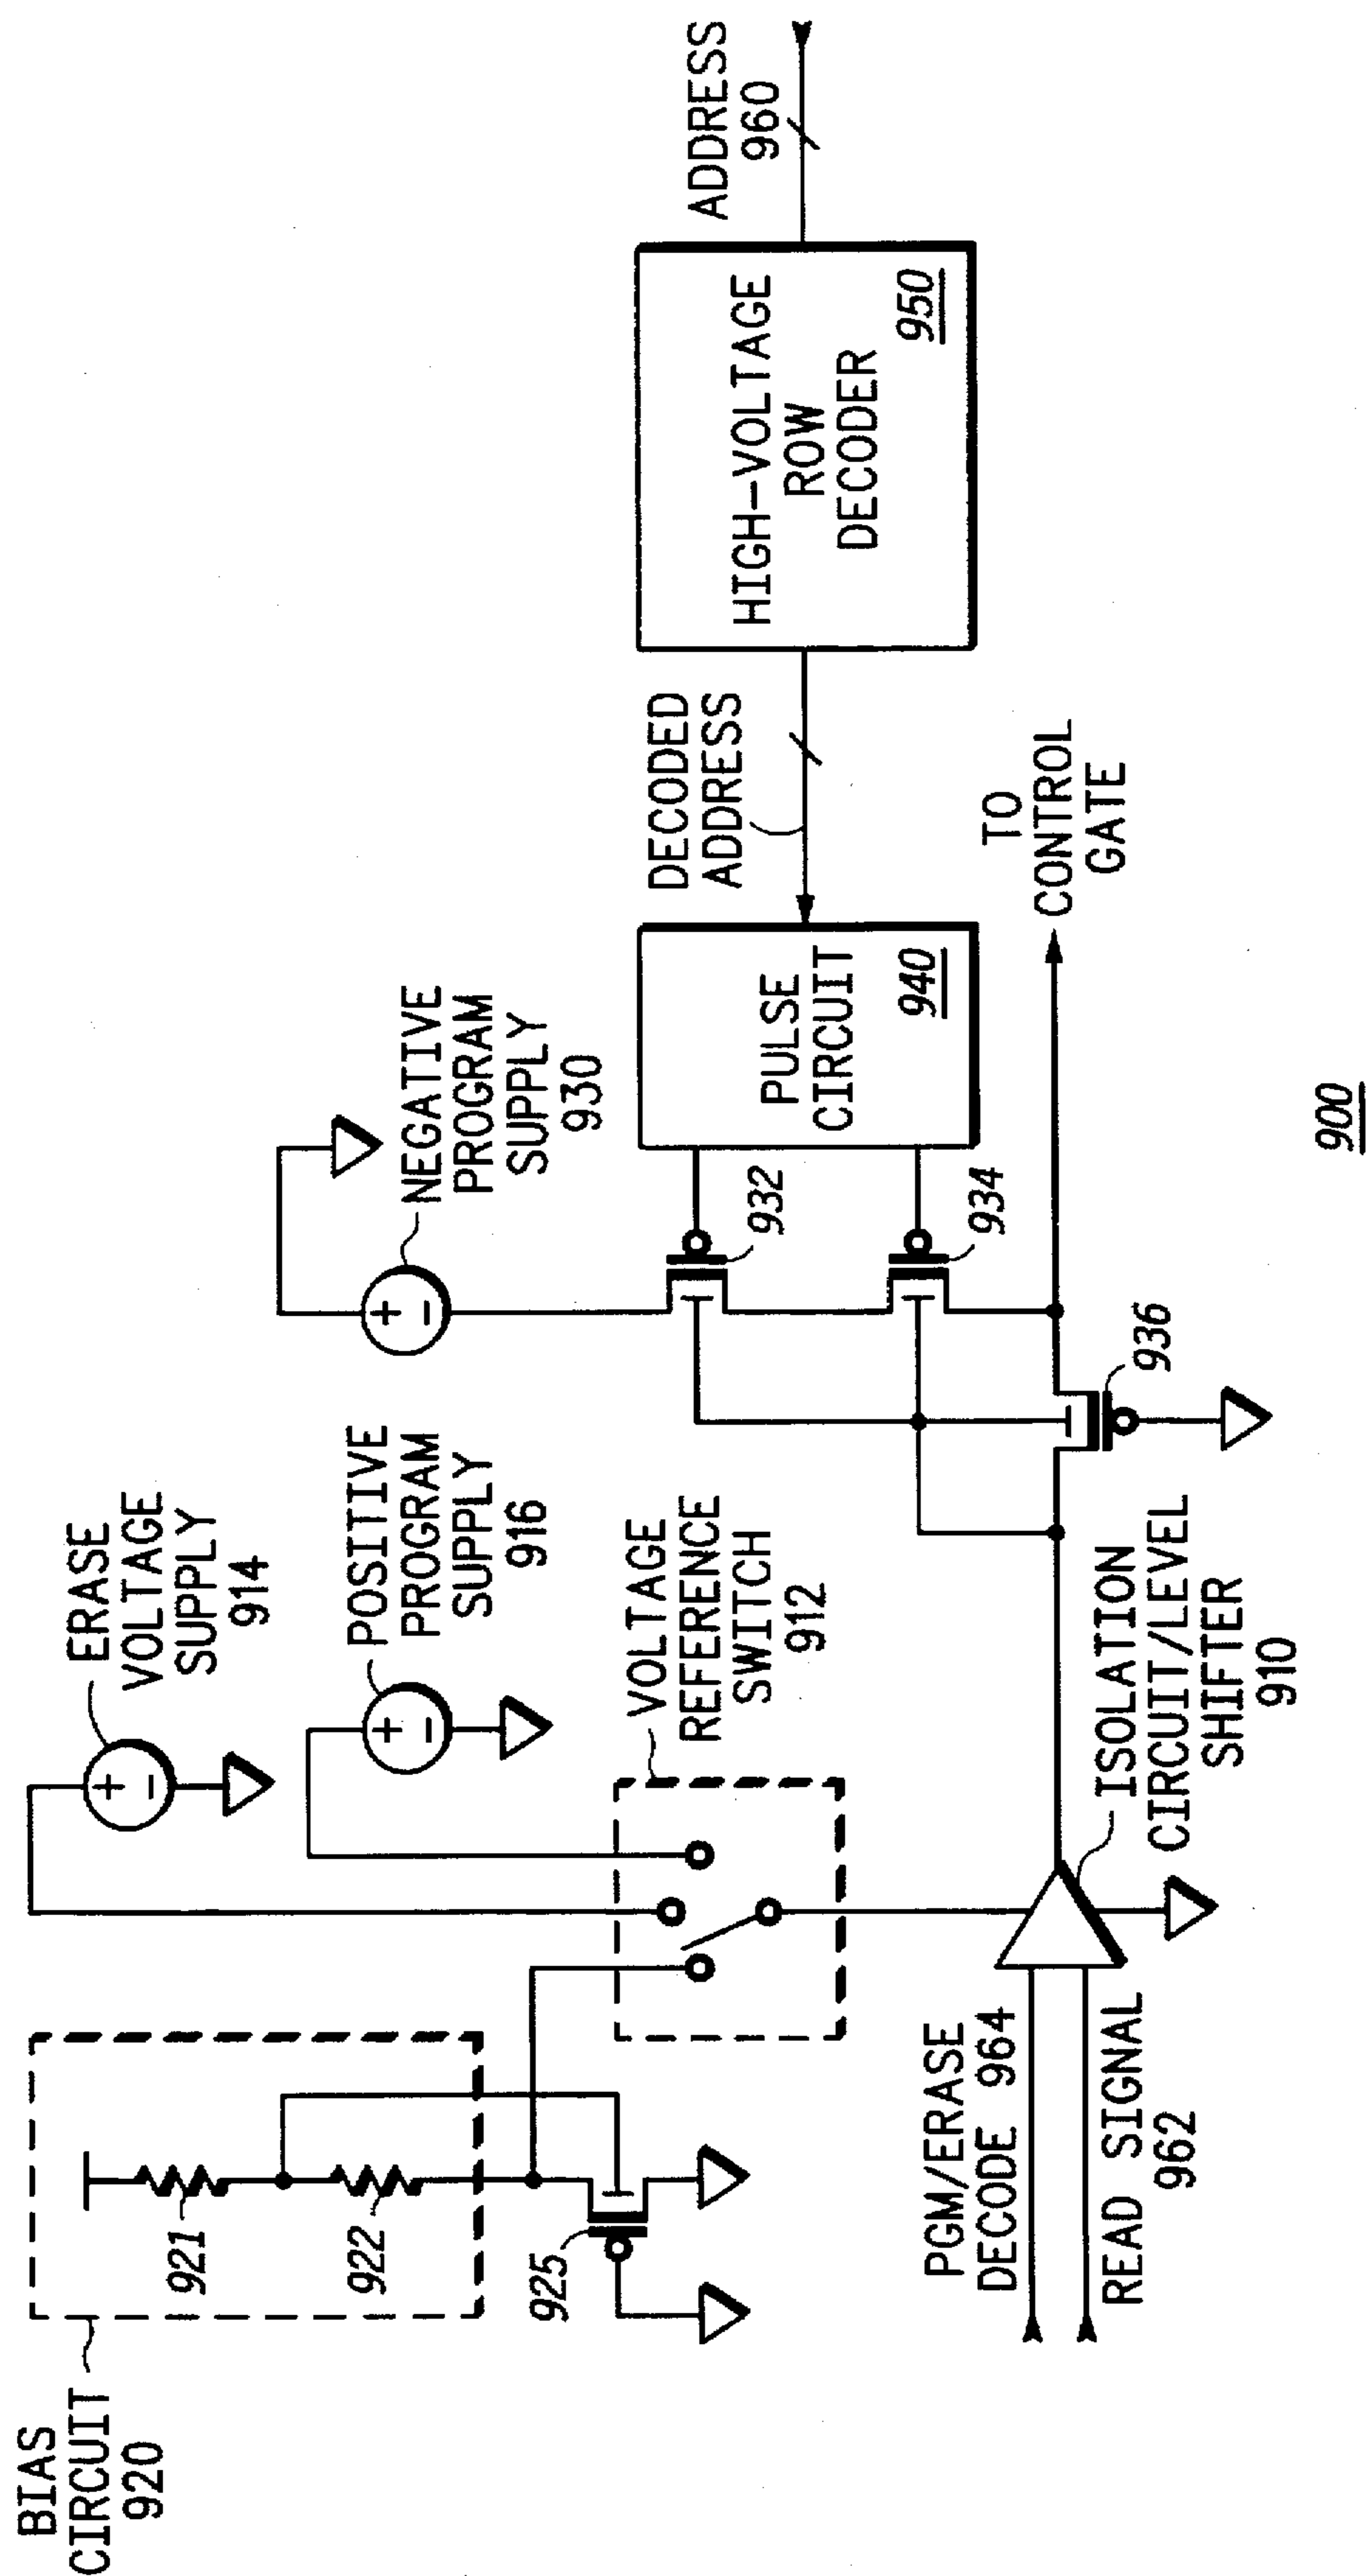 BIAS
CIRCUIT
920
921
922
925
ERASE
VOLTAGE
SUPPLY
914
POSITIVE
PROGRAM
SUPPLY
916
VOLTAGE
REFERENCE
SWITCH
912
PGM/ERASE
DECODE 964
READ SIGNAL
962
ISOLATION
CIRCUIT/LEVEL
SHIFTER
910
NEGATIVE
PROGRAM
SUPPLY
930
932
934
936
PULSE
CIRCUIT
940
DECODED
ADDRESS
TO
CONTROL
GATE
HIGH-VOLTAGE
ROW
DECODER
950
ADDRESS
960
900